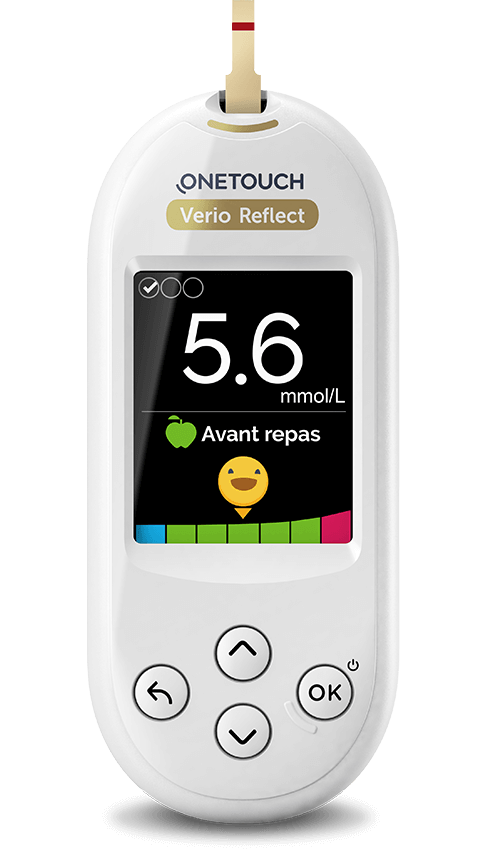 ONETOUCH
Verio Reflect
5.6
mmol/L
Avant repas
OK